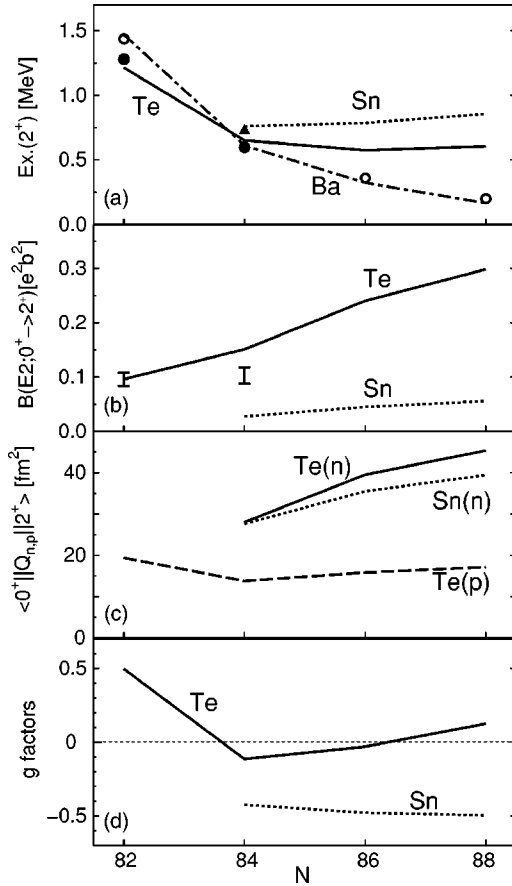 1.5
1.0
0.5
0.0
Ex.(2⁺) [MeV]
Te
Sn
Ba
(a)
0.3
0.2
0.1
0.0
B(E2;0⁺->2⁺)[e²b²]
Te
Sn
(b)
40
20
0
<0⁺||Qn,p||2⁺> [fm²]
Te(n)
Sn(n)
Te(p)
(c)
0.5
0
−0.5
g factors
Te
Sn
(d)
82
84
86
88
N